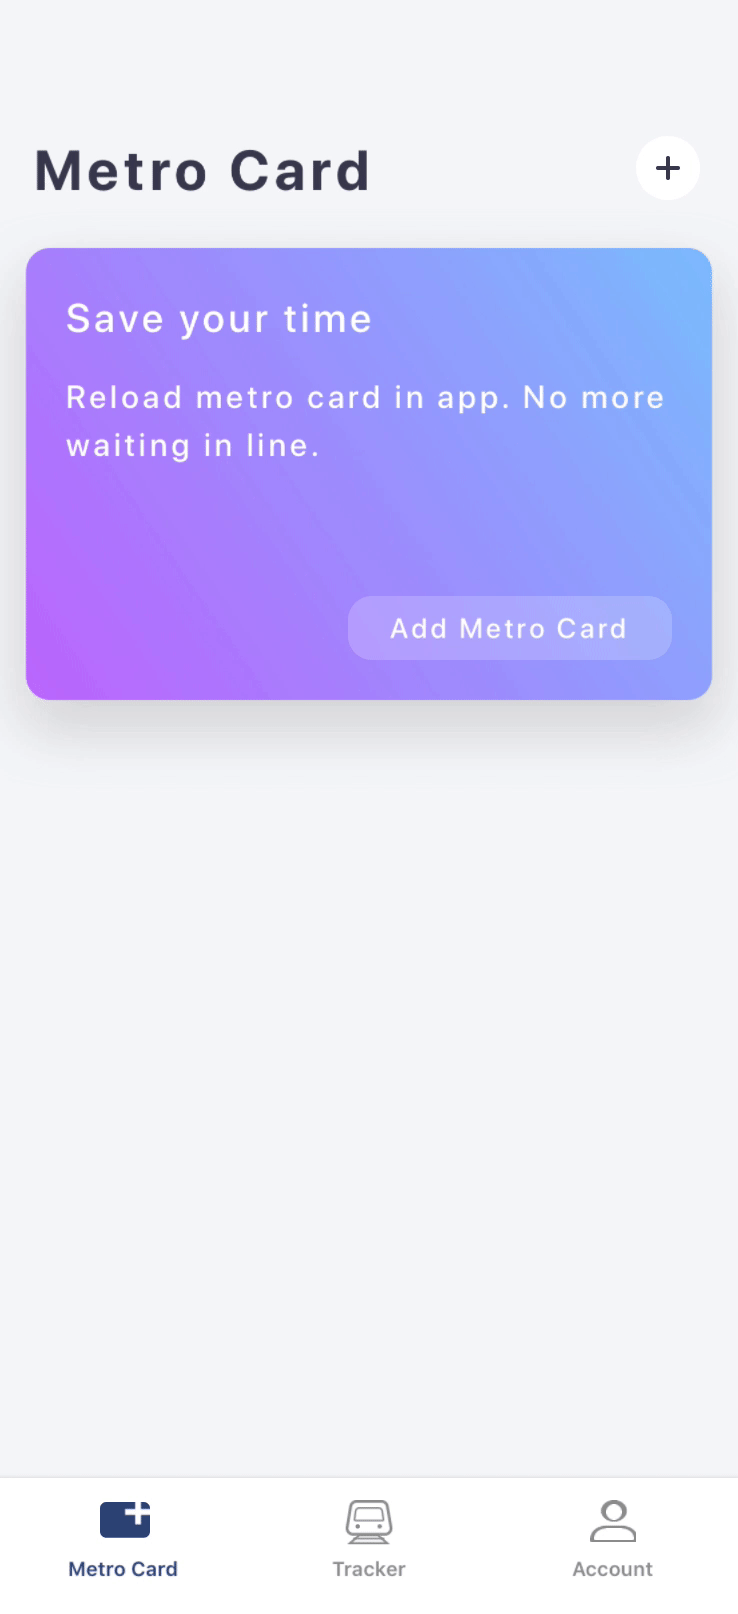 Metro Card
Save your time
Reload metro card in app. No more
waiting in line.
Add Metro Card
Metro Card
Tracker
Account